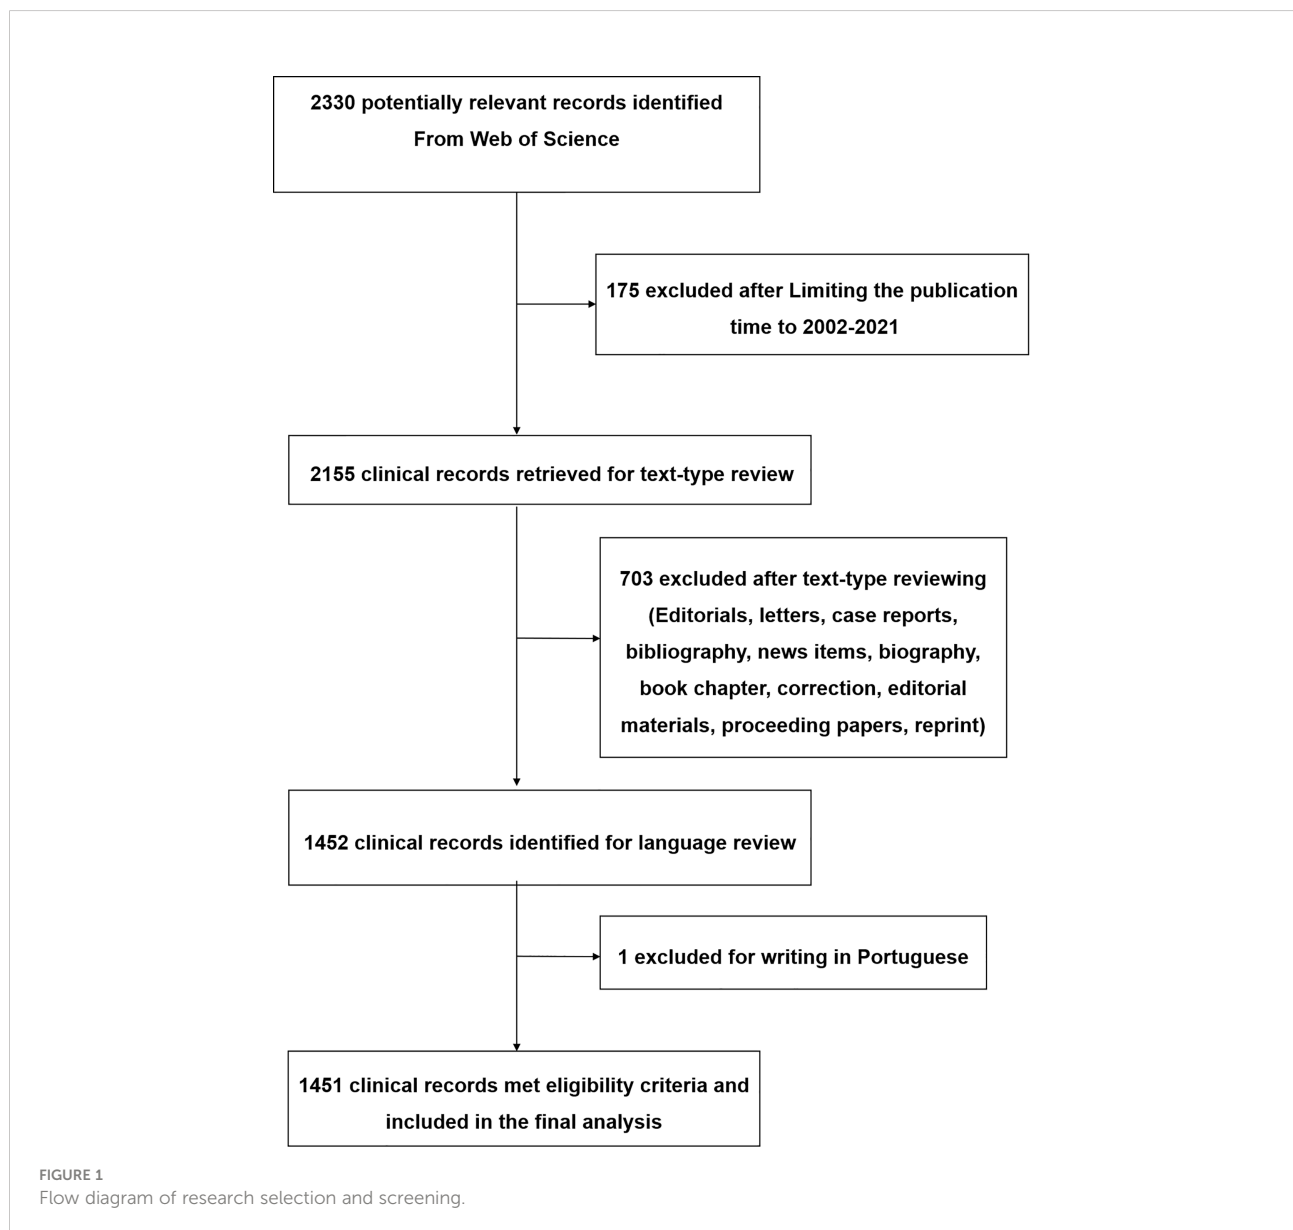 2330 potentially relevant records identified
From Web of Science
175 excluded after Limiting the publication
time to 2002-2021
2155 clinical records retrieved for text-type review
703 excluded after text-type reviewing
(Editorials, letters, case reports,
bibliography, news items, biography,
book chapter, correction, editorial
materials, proceeding papers, reprint)
1452 clinical records identified for language review
1 excluded for writing in Portuguese
1451 clinical records met eligibility criteria and
included in the final analysis
FIGURE 1
Flow diagram of research selection and screening.